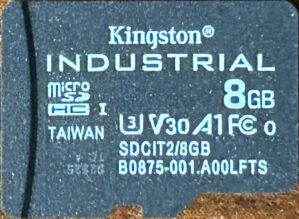 Kingston®
INDUSTRIAL
micro SD HC I
8GB
TAIWAN
U3 V30 A1 FC O
SDCIT2/8GB
B0875-001.A00LFTS